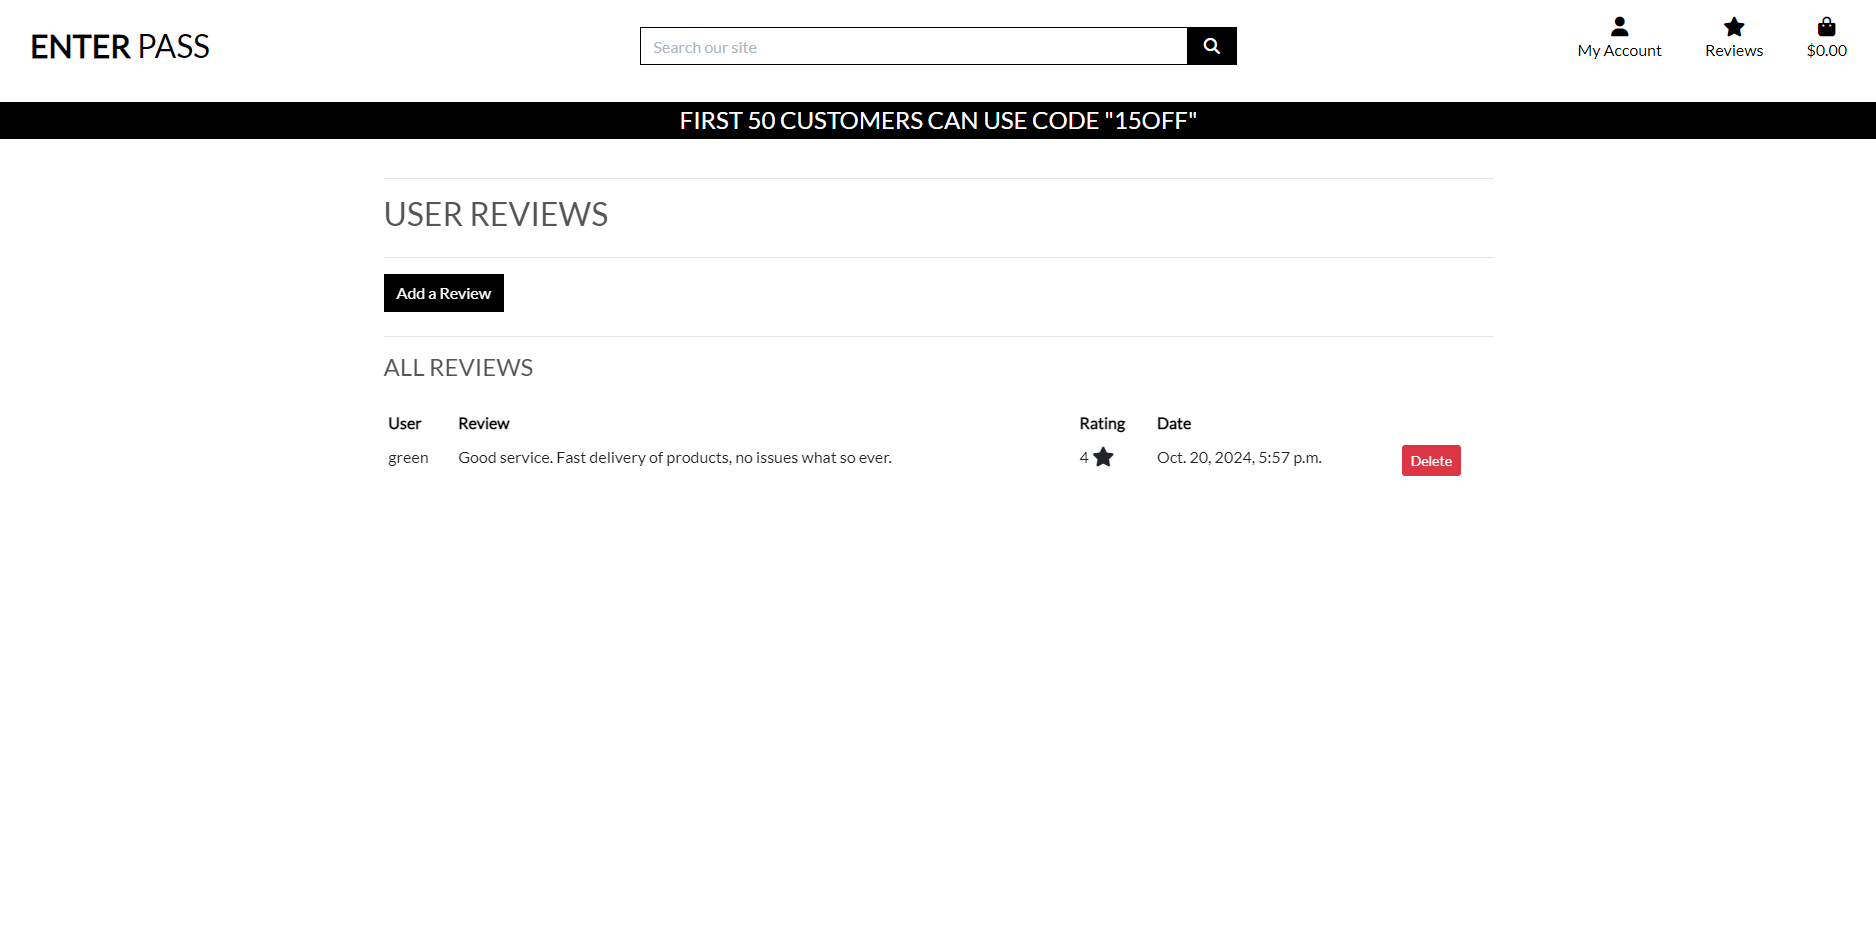 ENTER PASS
Search our site
My Account
Reviews
$0.00
FIRST 50 CUSTOMERS CAN USE CODE "15OFF"
USER REVIEWS
Add a Review
ALL REVIEWS
User Review Rating Date
green Good service. Fast delivery of products, no issues what so ever. 4 Oct. 20, 2024, 5:57 p.m. Delete